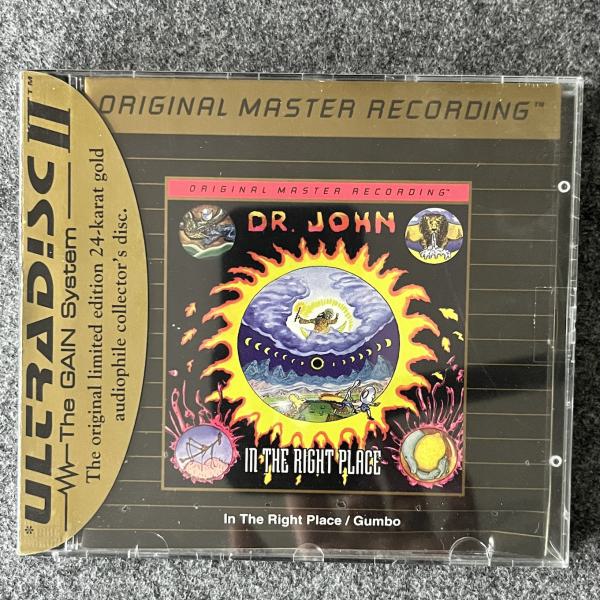 *ULTRADISC II™
The GAIN System
The original limited edition 24-karat gold
audiophile collector's disc.
ORIGINAL MASTER RECORDING™
ORIGINAL MASTER RECORDING™
DR. JOHN
IN THE RIGHT PLACE
In The Right Place / Gumbo